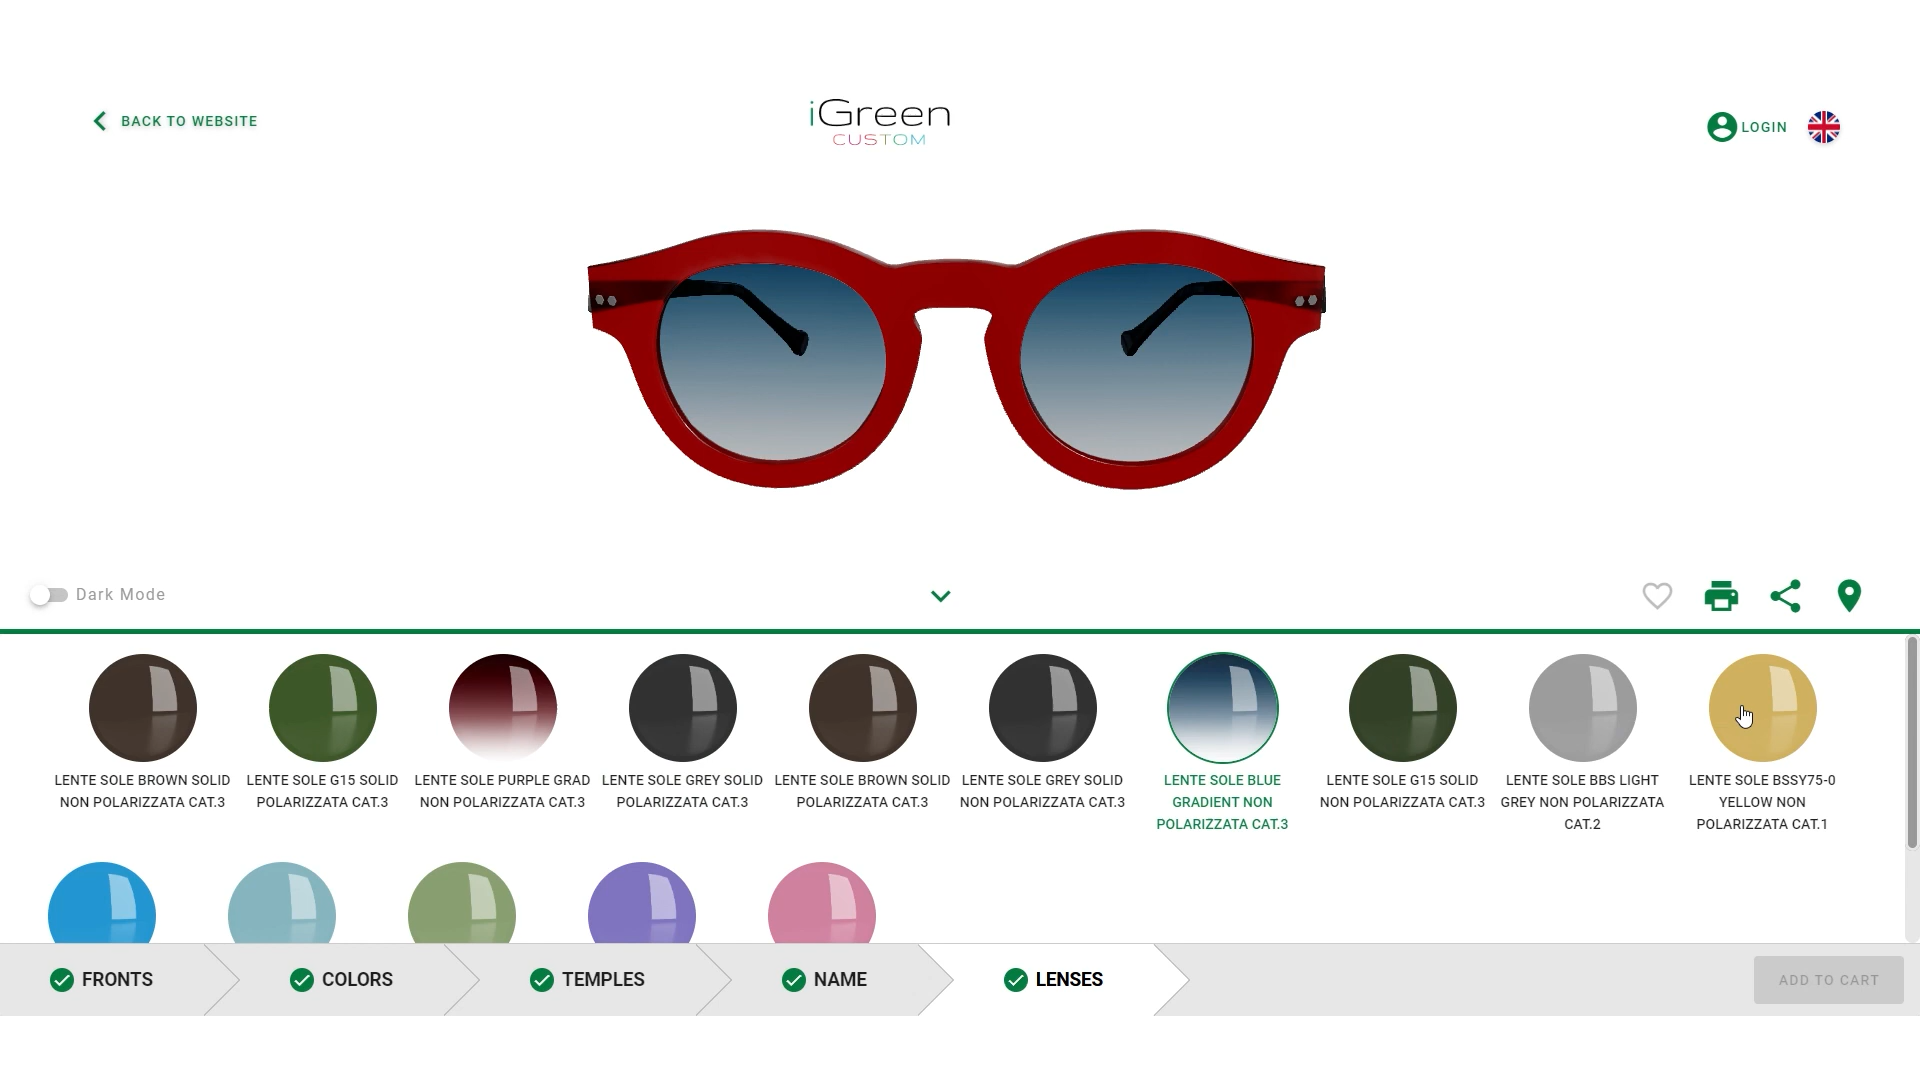 BACK TO WEBSITE
iGreen
CUSTOM
LOGIN
Dark Mode
LENTE SOLE BROWN SOLID
NON POLARIZZATA CAT.3
LENTE SOLE G15 SOLID
POLARIZZATA CAT.3
LENTE SOLE PURPLE GRAD
NON POLARIZZATA CAT.3
LENTE SOLE GREY SOLID
POLARIZZATA CAT.3
LENTE SOLE BROWN SOLID
POLARIZZATA CAT.3
LENTE SOLE GREY SOLID
NON POLARIZZATA CAT.3
LENTE SOLE BLUE
GRADIENT NON
POLARIZZATA CAT.3
LENTE SOLE G15 SOLID
NON POLARIZZATA CAT.3
LENTE SOLE BBS LIGHT
GREY NON POLARIZZATA
CAT.2
LENTE SOLE BSSY75-0
YELLOW NON
POLARIZZATA CAT.1
FRONTS
COLORS
TEMPLES
NAME
LENSES
ADD TO CART